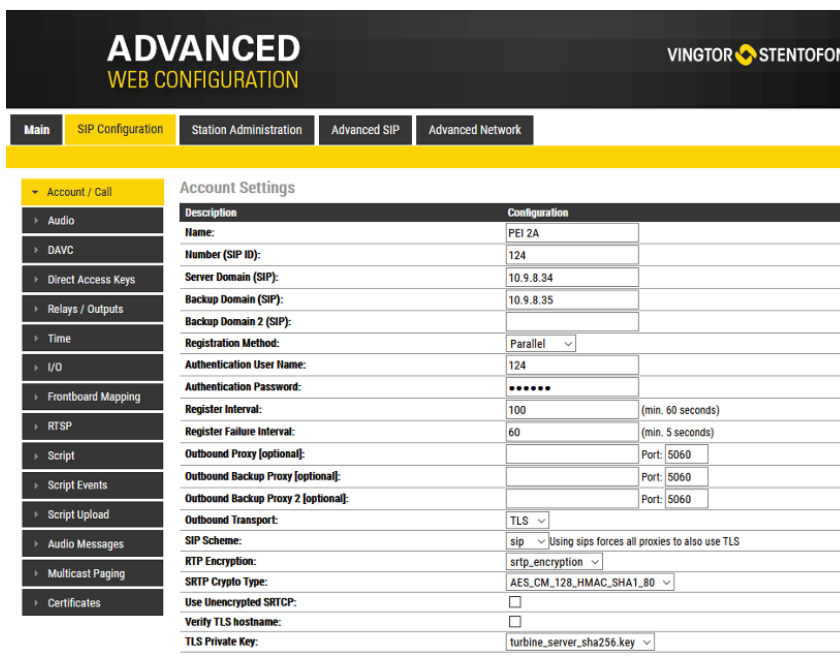 ADVANCED
WEB CONFIGURATION
VINGTOR STENTOFON
Main SIP Configuration Station Administration Advanced SIP Advanced Network
Account / Call
Audio
DAVC
Direct Access Keys
Relays / Outputs
Time
I/O
Frontboard Mapping
RTSP
Script
Script Events
Script Upload
Audio Messages
Multicast Paging
Certificates
Account Settings
Description Configuration
Name: PEI 2A
Number (SIP ID): 124
Server Domain (SIP): 10.9.8.34
Backup Domain (SIP): 10.9.8.35
Backup Domain 2 (SIP):
Registration Method: Parallel
Authentication User Name: 124
Authentication Password: ●●●●●●
Register Interval: 100 (min. 60 seconds)
Register Failure Interval: 60 (min. 5 seconds)
Outbound Proxy [optional]: Port: 5060
Outbound Backup Proxy [optional]: Port: 5060
Outbound Backup Proxy 2 [optional]: Port: 5060
Outbound Transport: TLS
SIP Scheme: sip Using sips forces all proxies to also use TLS
RTP Encryption: srtp_encryption
SRTP Crypto Type: AES_CM_128_HMAC_SHA1_80
Use Unencrypted SRTCP:
Verify TLS hostname:
TLS Private Key: turbine_server_sha256.key